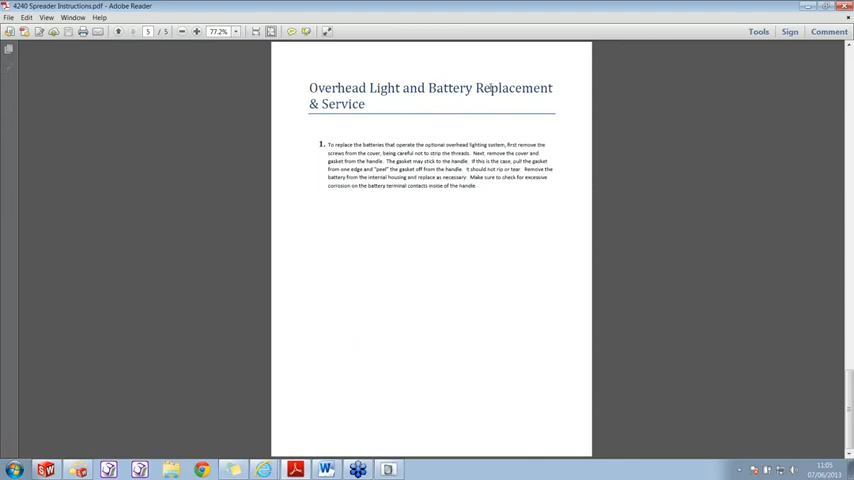 4240 Spreader Instructions.pdf - Adobe Reader
File Edit View Window Help
5 / 5 77.2% Tools Sign Comment
Overhead Light and Battery Replacement
& Service
1. To replace the batteries that operate the optional overhead lighting system, first remove the
screws from the cover, being careful not to strip the threads. Next, remove the cover and
gasket from the handle. The gasket may stick to the handle. If this is the case, pull the gasket
from one edge and "peel" the gasket off from the handle. It should not rip or tear. Remove the
battery from the internal housing and replace as necessary. Make sure to check for excessive
corrosion on the battery terminal contacts inside of the handle
11:05
07/06/2013